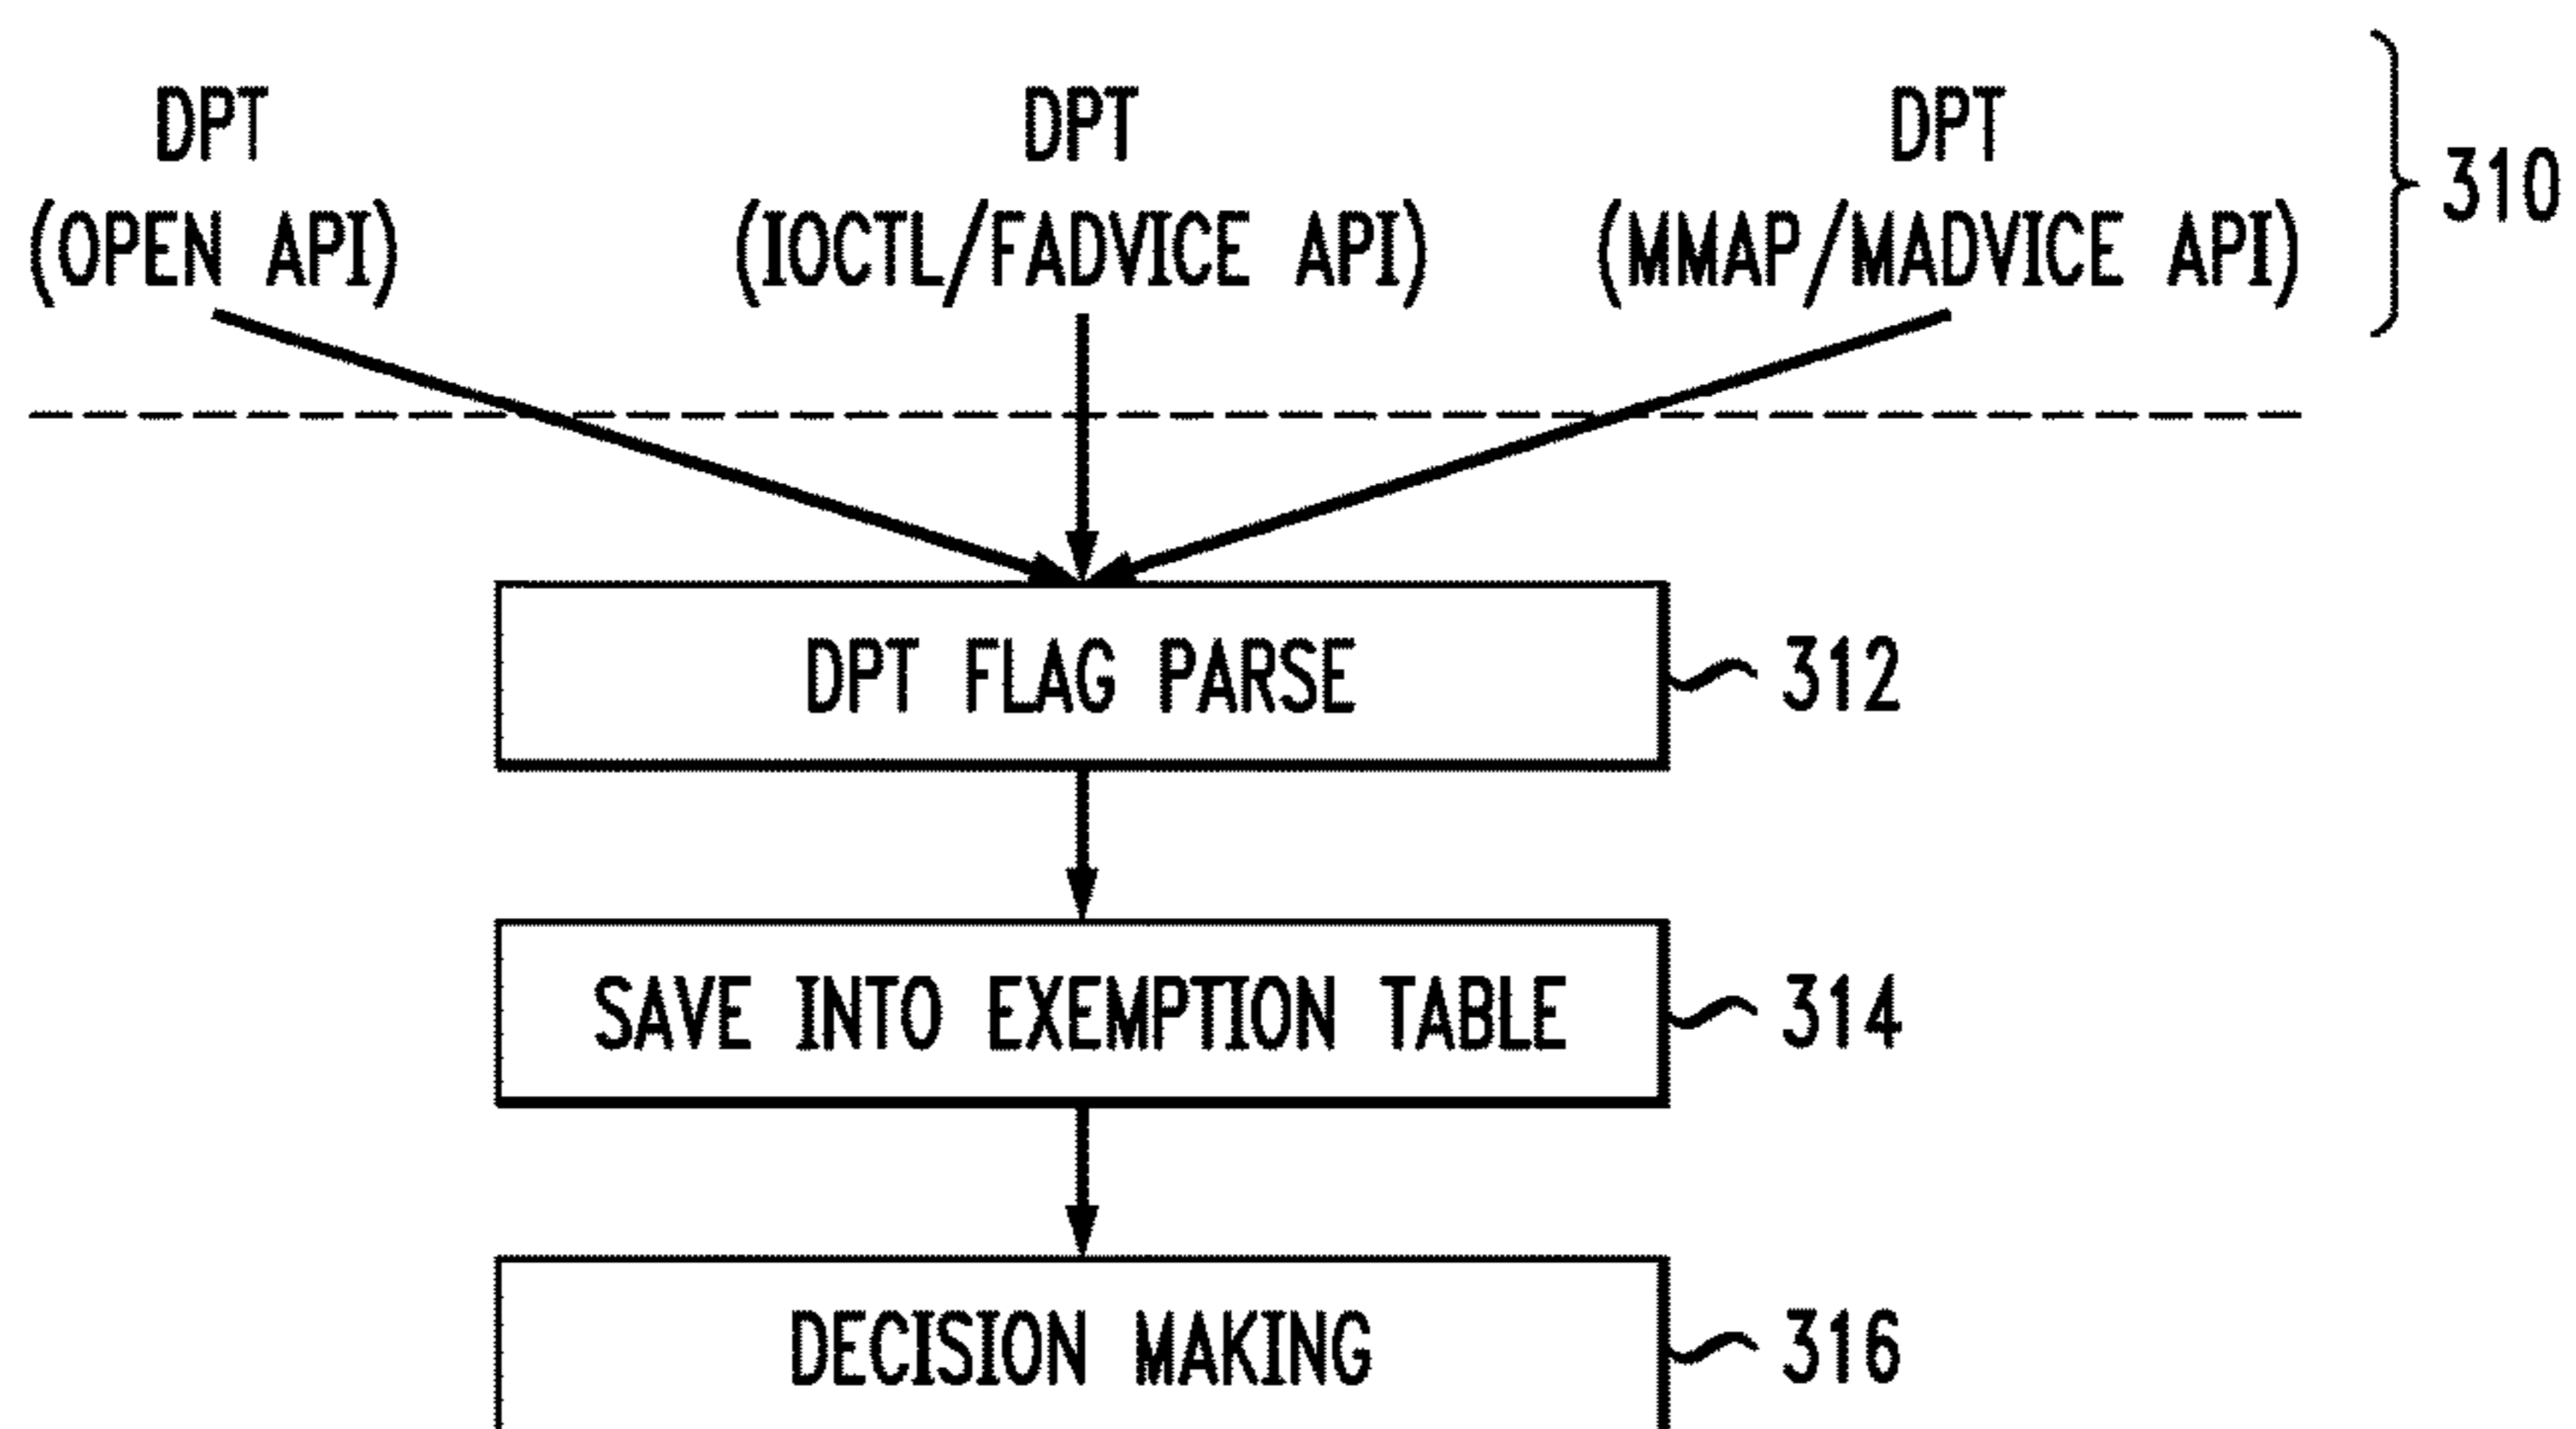 DPT DPT DPT
(OPEN API) (IOCTL/FADVICE API) (MMAP/MADVICE API) 310
DPT FLAG PARSE 312
SAVE INTO EXEMPTION TABLE 314
DECISION MAKING 316